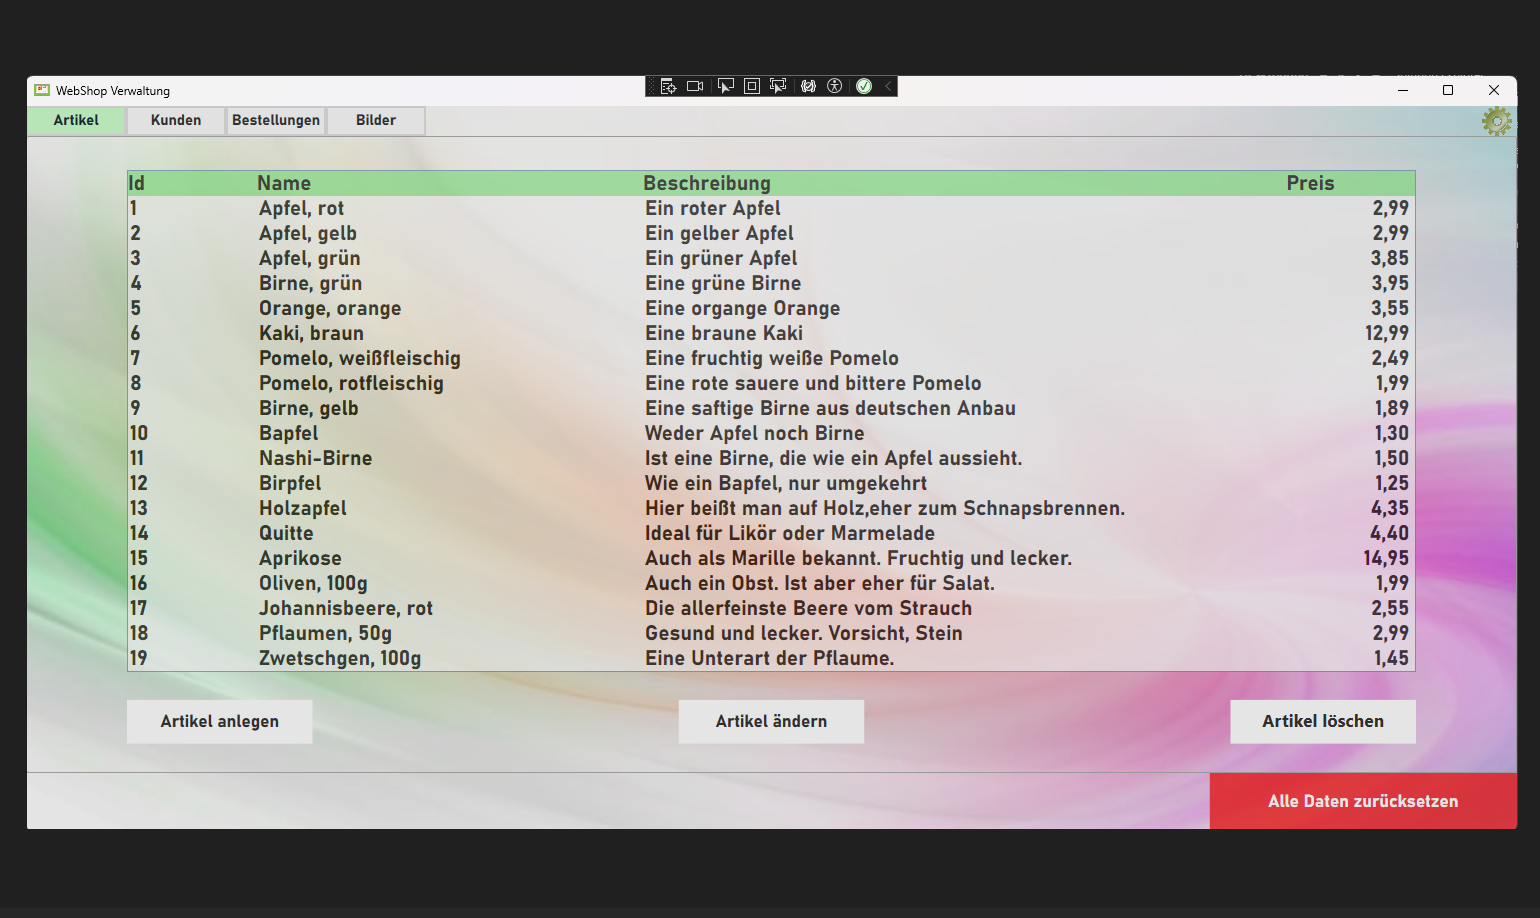 WebShop Verwaltung
Artikel Kunden Bestellungen Bilder
Id Name Beschreibung Preis
1 Apfel, rot Ein roter Apfel 2,99
2 Apfel, gelb Ein gelber Apfel 2,99
3 Apfel, grün Ein grüner Apfel 3,85
4 Birne, grün Eine grüne Birne 3,95
5 Orange, orange Eine organge Orange 3,55
6 Kaki, braun Eine braune Kaki 12,99
7 Pomelo, weißfleischig Eine fruchtig weiße Pomelo 2,49
8 Pomelo, rotfleischig Eine rote sauere und bittere Pomelo 1,99
9 Birne, gelb Eine saftige Birne aus deutschen Anbau 1,89
10 Bapfel Weder Apfel noch Birne 1,30
11 Nashi-Birne Ist eine Birne, die wie ein Apfel aussieht. 1,50
12 Birpfel Wie ein Bapfel, nur umgekehrt 1,25
13 Holzapfel Hier beißt man auf Holz,eher zum Schnapsbrennen. 4,35
14 Quitte Ideal für Likör oder Marmelade 4,40
15 Aprikose Auch als Marille bekannt. Fruchtig und lecker. 14,95
16 Oliven, 100g Auch ein Obst. Ist aber eher für Salat. 1,99
17 Johannisbeere, rot Die allerfeinste Beere vom Strauch 2,55
18 Pflaumen, 50g Gesund und lecker. Vorsicht, Stein 2,99
19 Zwetschgen, 100g Eine Unterart der Pflaume. 1,45
Artikel anlegen Artikel ändern Artikel löschen
Alle Daten zurücksetzen